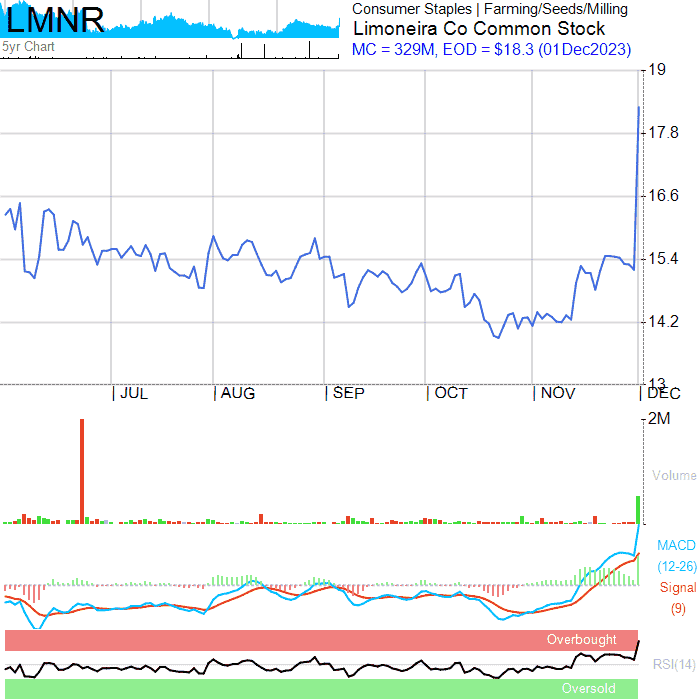 LMNR
5yr Chart
Consumer Staples | Farming/Seeds/Milling
Limoneira Co Common Stock
MC = 329M, EOD = $18.3 (01Dec2023)
19
17.8
16.6
15.4
14.2
13
| JUL | AUG | SEP | OCT | NOV | DEC
2M
Volume
MACD
(12-26)
Signal
(9)
Overbought
RSI(14)
Oversold